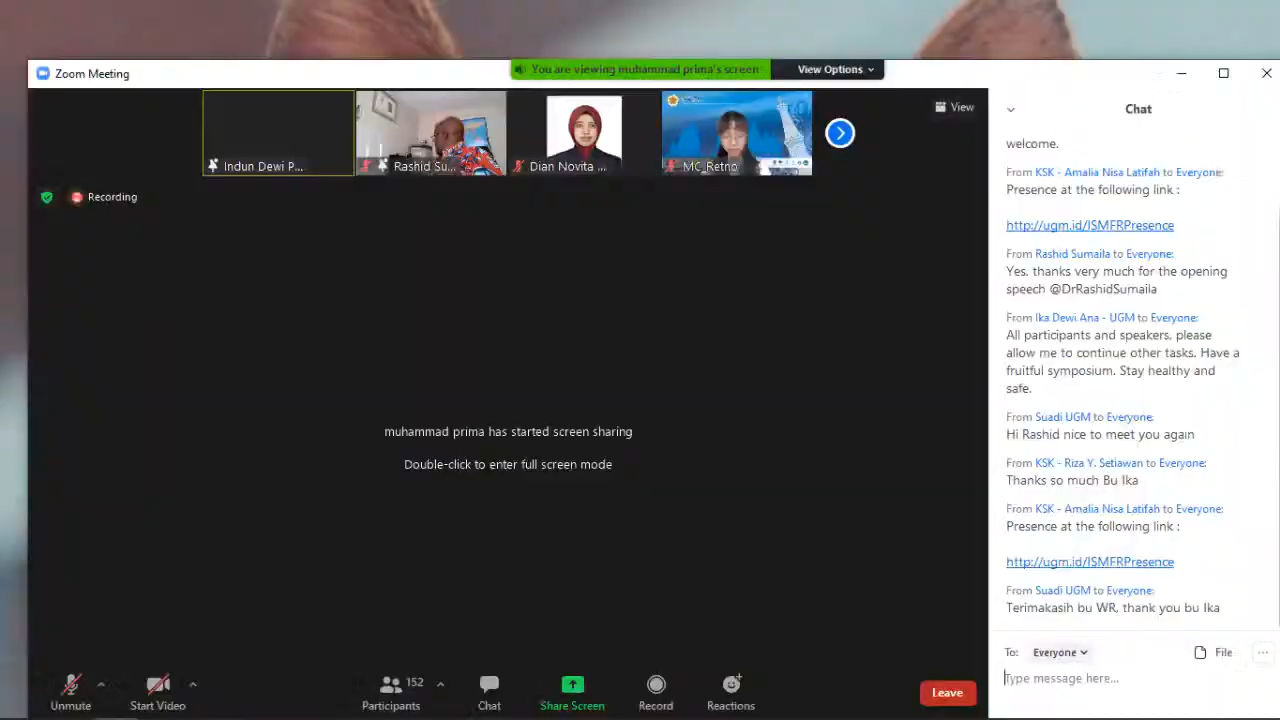 Zoom Meeting
You are viewing muhammad prima's screen
View Options
Indun Dewi P...
Rashid Su...
Dian Novita ...
MC_Retno
View
Recording
muhammad prima has started screen sharing
Double-click to enter full screen mode
Unmute
Start Video
152
Participants
Chat
Share Screen
Record
Reactions
Leave
Chat
welcome.
From KSK - Amalia Nisa Latifah to Everyone:
Presence at the following link :
http://ugm.id/ISMFRPresence
From Rashid Sumaila to Everyone:
Yes, thanks very much for the opening
speech @DrRashidSumaila
From Ika Dewi Ana - UGM to Everyone:
All participants and speakers, please
allow me to continue other tasks. Have a
fruitful symposium. Stay healthy and
safe.
From Suadi UGM to Everyone:
Hi Rashid nice to meet you again
From KSK - Riza Y. Setiawan to Everyone:
Thanks so much Bu Ika
From KSK - Amalia Nisa Latifah to Everyone:
Presence at the following link :
http://ugm.id/ISMFRPresence
From Suadi UGM to Everyone:
Terimakasih bu WR, thank you bu Ika
To: Everyone
File
Type message here...